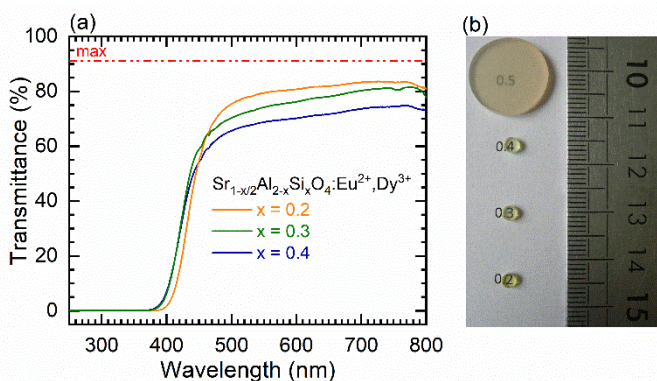 (a)
100
80
60
40
20
0
Transmittance (%)
max
Sr₁₋ₓ/₂Al₂₋ₓSiₓO₄:Eu²⁺,Dy³⁺
x = 0.2
x = 0.3
x = 0.4
300 400 500 600 700 800
Wavelength (nm)
(b)
0.5
0.4
0.3
0.2
10
11
12
13
14
15